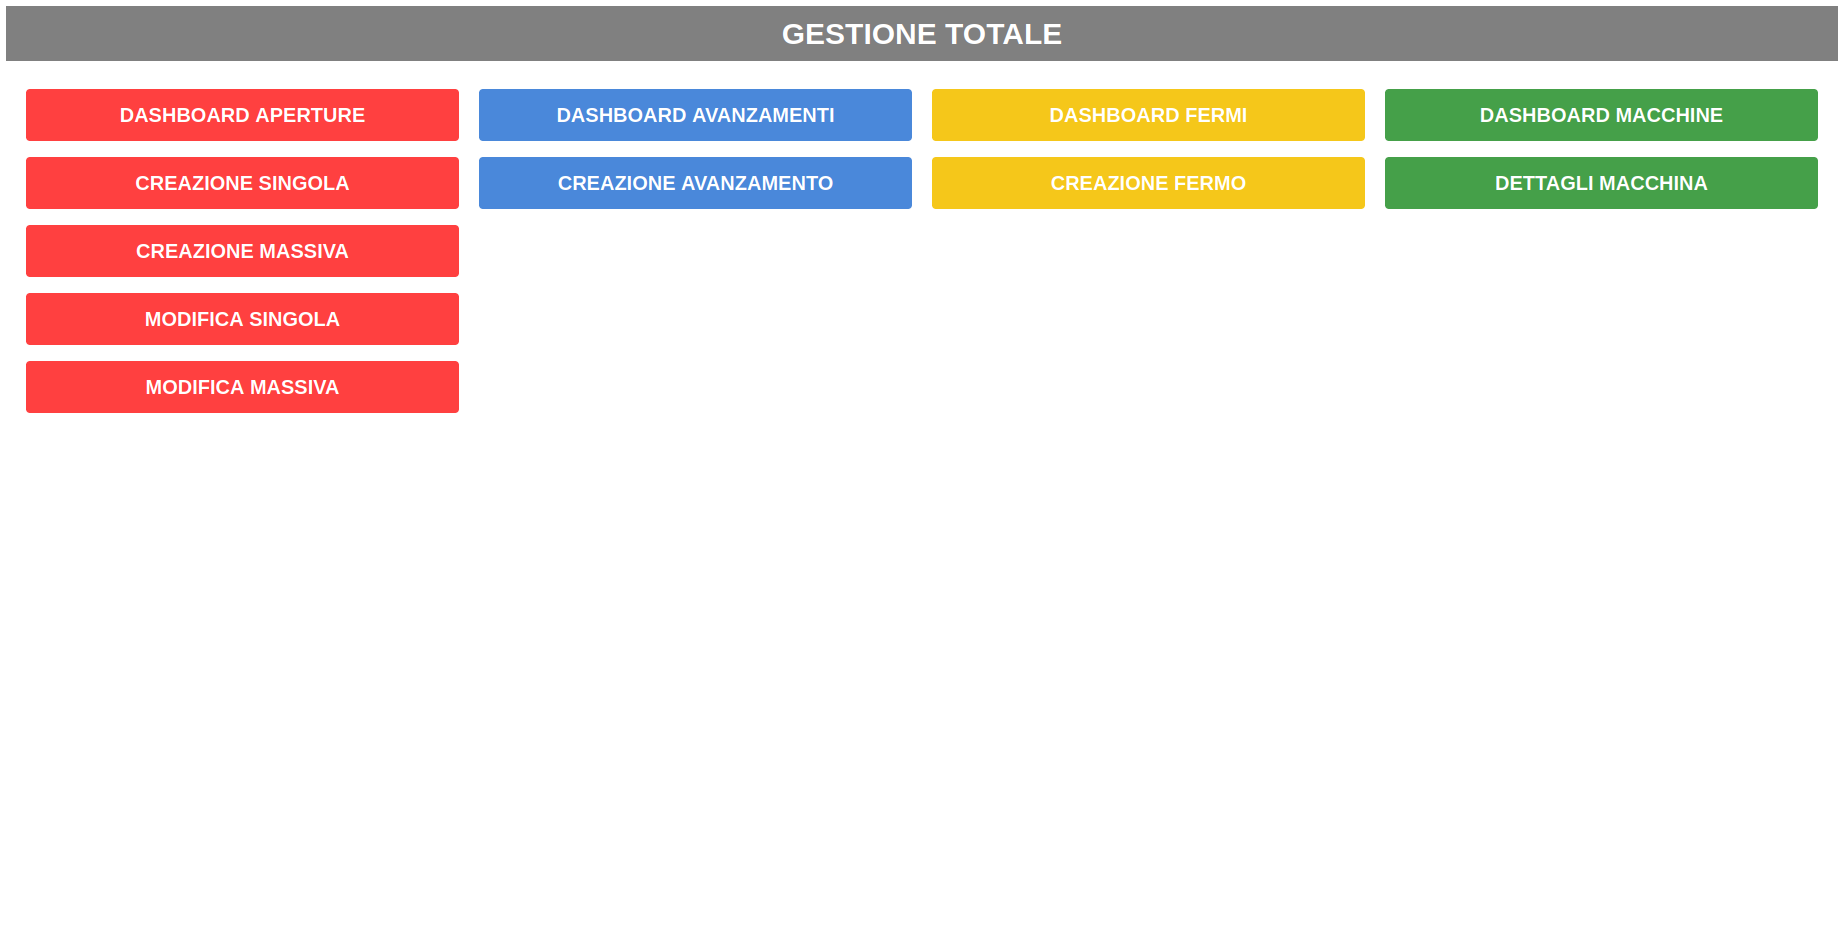 GESTIONE TOTALE
DASHBOARD APERTURE
CREAZIONE SINGOLA
CREAZIONE MASSIVA
MODIFICA SINGOLA
MODIFICA MASSIVA
DASHBOARD AVANZAMENTI
CREAZIONE AVANZAMENTO
DASHBOARD FERMI
CREAZIONE FERMO
DASHBOARD MACCHINE
DETTAGLI MACCHINA